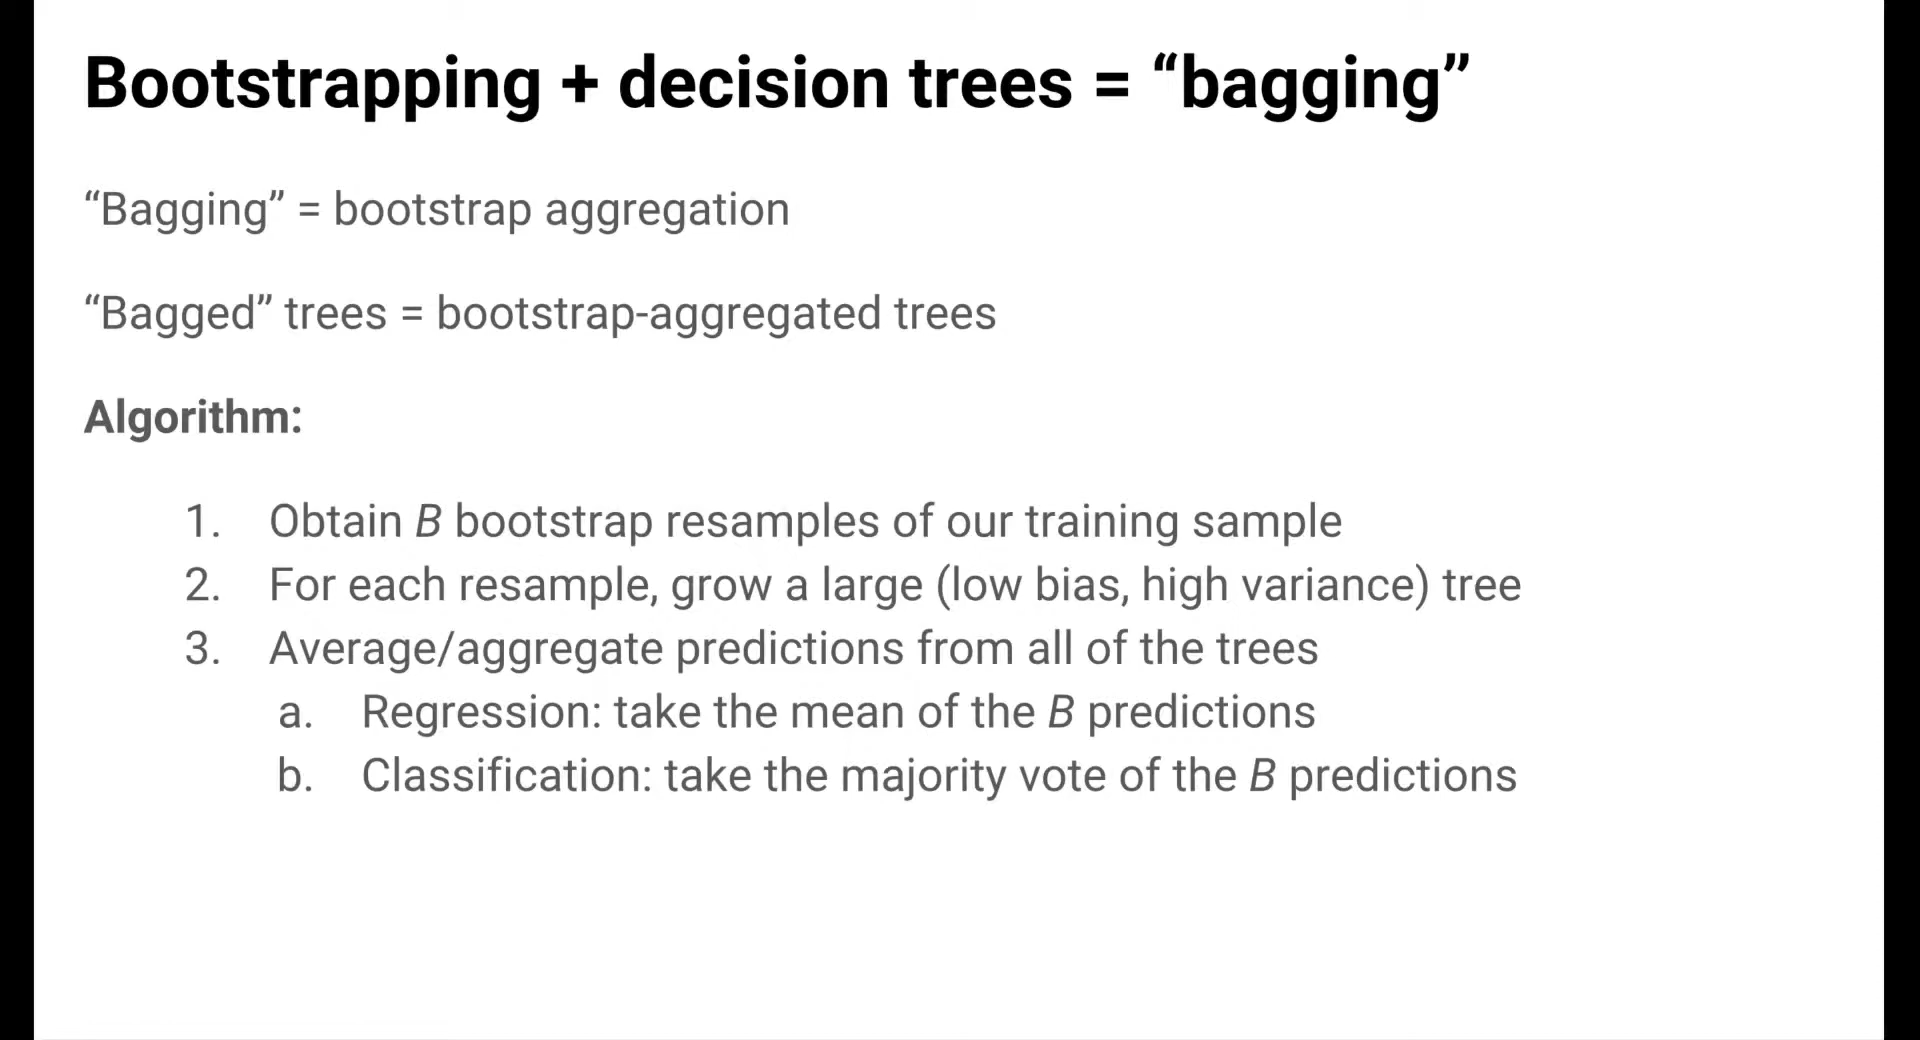 Bootstrapping + decision trees = “bagging”
“Bagging” = bootstrap aggregation
“Bagged” trees = bootstrap-aggregated trees
Algorithm:
1. Obtain B bootstrap resamples of our training sample
2. For each resample, grow a large (low bias, high variance) tree
3. Average/aggregate predictions from all of the trees
a. Regression: take the mean of the B predictions
b. Classification: take the majority vote of the B predictions